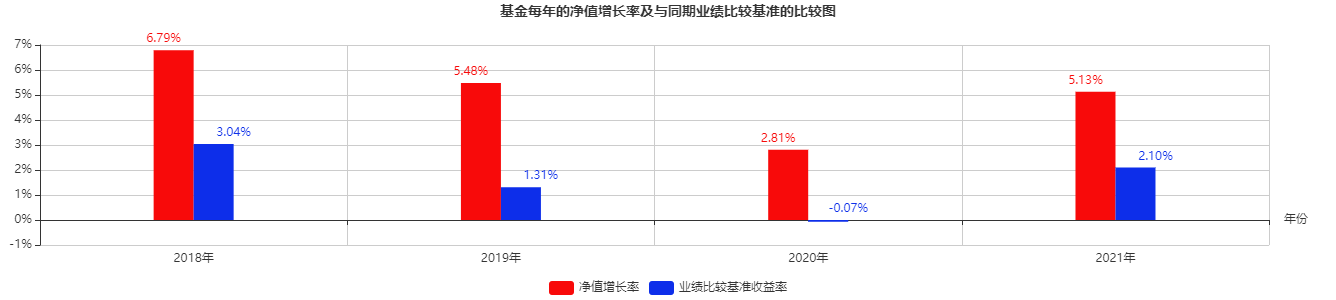 基金每年的净值增长率及与同期业绩比较基准的比较图
7%
6%
5%
4%
3%
2%
1%
0%
-1%
6.79%
3.04%
5.48%
1.31%
2.81%
-0.07%
5.13%
2.10%
年份
2018年
2019年
2020年
2021年
净值增长率
业绩比较基准收益率